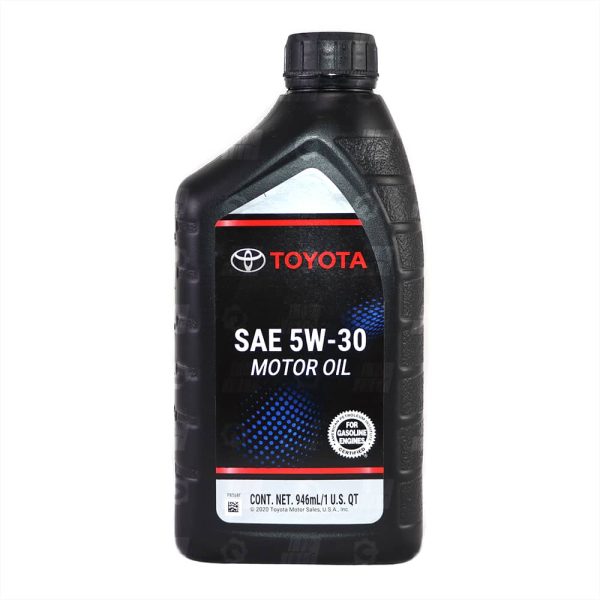 TOYOTA
SAE 5W-30
MOTOR OIL
FOR
GASOLINE
ENGINES
CERTIFIED
CONT. NET. 946mL/1 U.S. QT
© 2020 Toyota Motor Sales, U.S.A., Inc.